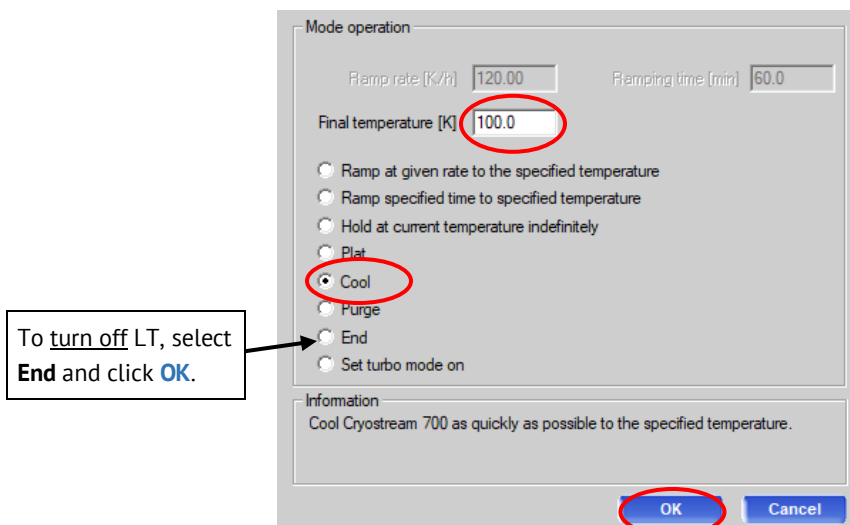 Mode operation
Ramp rate [K/h] 120.00 Ramping time [min] 60.0
Final temperature [K] 100.0
Ramp at given rate to the specified temperature
Ramp specified time to specified temperature
Hold at current temperature indefinitely
Plat
Cool
Purge
End
Set turbo mode on
To turn off LT, select
End and click OK.
Information
Cool Cryostream 700 as quickly as possible to the specified temperature.
OK Cancel